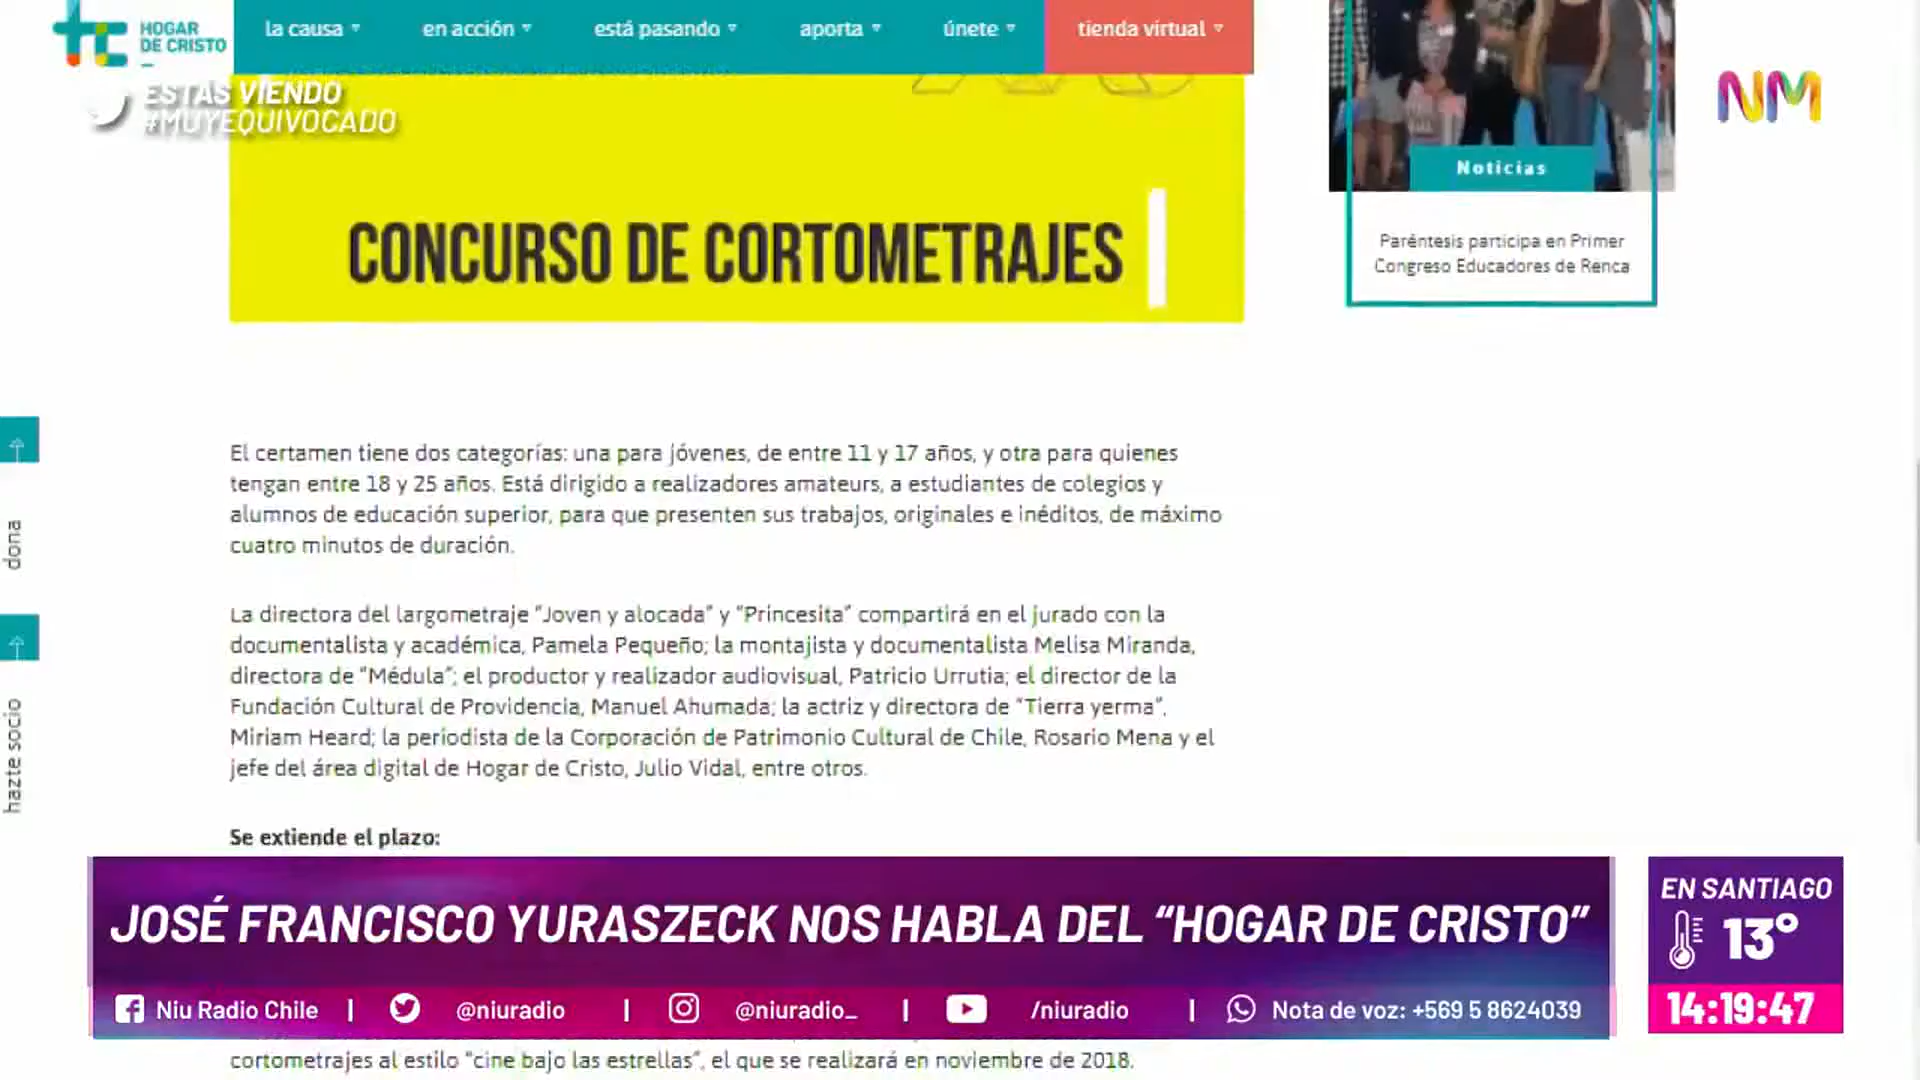 HOGAR
DE CRISTO
la causa
en acción
está pasando
aporta
únete
tienda virtual
ESTÁS VIENDO
#MUYEQUIVOCADO
NM
Noticias
CONCURSO DE CORTOMETRAJES
Paréntesis participa en Primer
Congreso Educadores de Renca
dona
hazte socio
El certamen tiene dos categorías: una para jóvenes, de entre 11 y 17 años, y otra para quienes
tengan entre 18 y 25 años. Está dirigido a realizadores amateurs, a estudiantes de colegios y
alumnos de educación superior, para que presenten sus trabajos, originales e inéditos, de máximo
cuatro minutos de duración.
La directora del largometraje "Joven y alocada" y "Princesita" compartirá en el jurado con la
documentalista y académica, Pamela Pequeño; la montajista y documentalista Melisa Miranda,
directora de "Médula"; el productor y realizador audiovisual, Patricio Urrutia; el director de la
Fundación Cultural de Providencia, Manuel Ahumada; la actriz y directora de "Tierra yerma",
Miriam Heard; la periodista de la Corporación de Patrimonio Cultural de Chile, Rosario Mena y el
jefe del área digital de Hogar de Cristo, Julio Vidal, entre otros.
Se extiende el plazo:
JOSÉ FRANCISCO YURASZECK NOS HABLA DEL “HOGAR DE CRISTO”
EN SANTIAGO
13°
14:19:47
Niu Radio Chile | @niuradio | @niuradio_ | /niuradio | Nota de voz: +569 5 8624039
cortometrajes al estilo "cine bajo las estrellas", el que se realizará en noviembre de 2018.